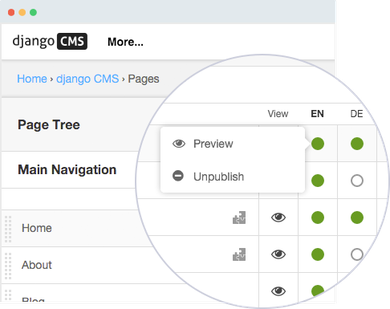 django CMS More...
Home › django CMS › Pages
Page Tree
View EN DE
Preview
Main Navigation
Unpublish
Home
About
Blog